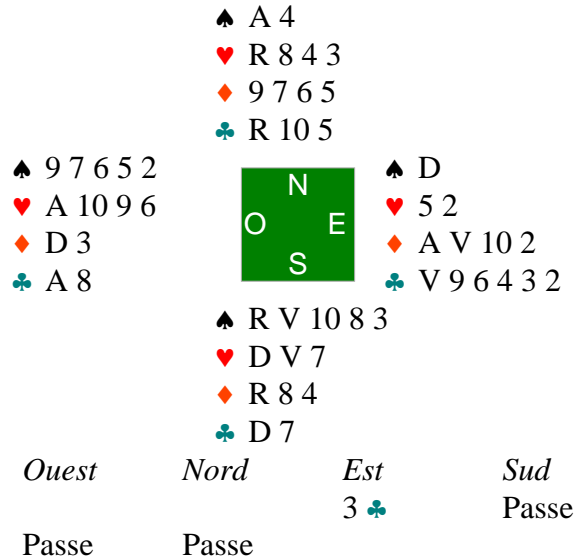 ♠ A 4
♥ R 8 4 3
♦ 9 7 6 5
♣ R 10 5
♠ 9 7 6 5 2
♥ A 10 9 6
♦ D 3
♣ A 8
N
O E
S
♠ D
♥ 5 2
♦ A V 10 2
♣ V 9 6 4 3 2
♠ R V 10 8 3
♥ D V 7
♦ R 8 4
♣ D 7
Ouest Nord Est Sud
3 ♣ Passe
Passe Passe